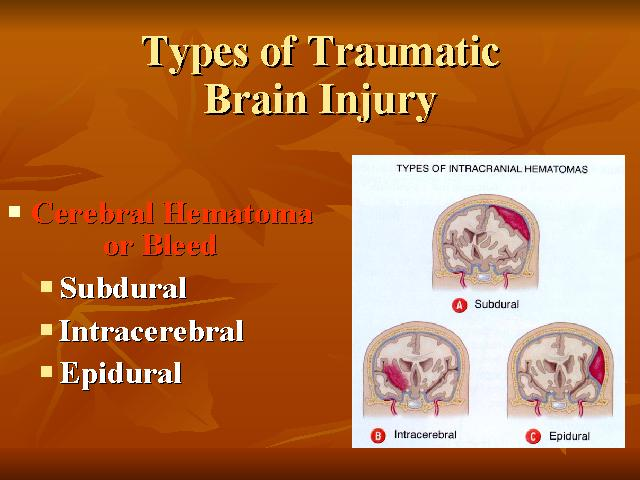 Types of Traumatic
Brain Injury
Cerebral Hematoma
or Bleed
Subdural
Intracerebral
Epidural
TYPES OF INTRACRANIAL HEMATOMAS
A Subdural
B Intracerebral
C Epidural